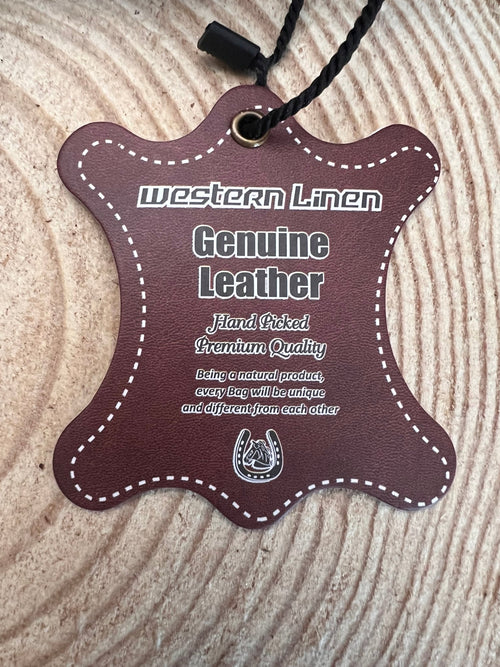 Western Linen
Genuine
Leather
Hand Picked
Premium Quality
Being a natural product,
every Bag will be unique
and different from each other